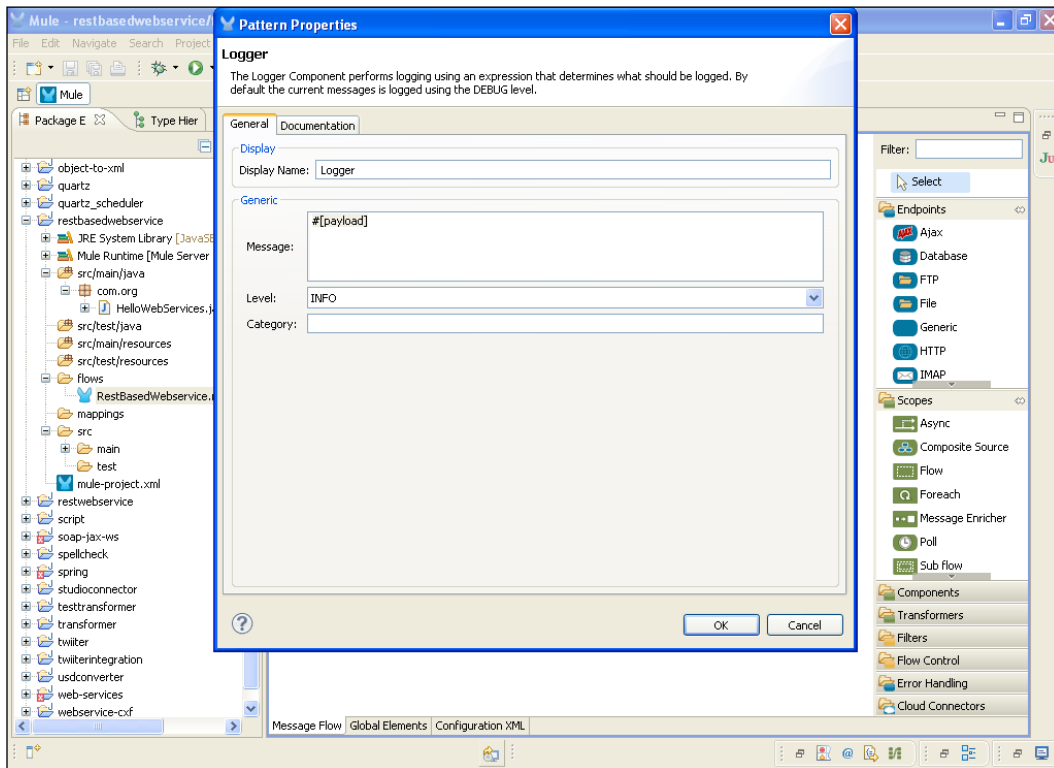 Mule - restbasedwebservice/
Pattern Properties
File Edit Navigate Search Project
Mule
Package E
Type Hier
object-to-xml
quartz
quartz_scheduler
restbasedwebservice
JRE System Library [JavaSE
Mule Runtime [Mule Server
src/main/java
com.org
HelloWebServices.j
src/test/java
src/main/resources
src/test/resources
flows
RestBasedWebservice.
mappings
src
main
test
mule-project.xml
restwebservice
script
soap-jax-ws
spellcheck
spring
studioconnector
testtransformer
transformer
twiiter
twiiterintegration
usdconverter
web-services
webservice-cxf
Logger
The Logger Component performs logging using an expression that determines what should be logged. By
default the current messages is logged using the DEBUG level.
General Documentation
Display
Display Name: Logger
Generic
Message: #[payload]
Level: INFO
Category:
OK Cancel
Message Flow Global Elements Configuration XML
Filter:
Select
Endpoints
Ajax
Database
FTP
File
Generic
HTTP
IMAP
Scopes
Async
Composite Source
Flow
Foreach
Message Enricher
Poll
Sub flow
Components
Transformers
Filters
Flow Control
Error Handling
Cloud Connectors
Ju